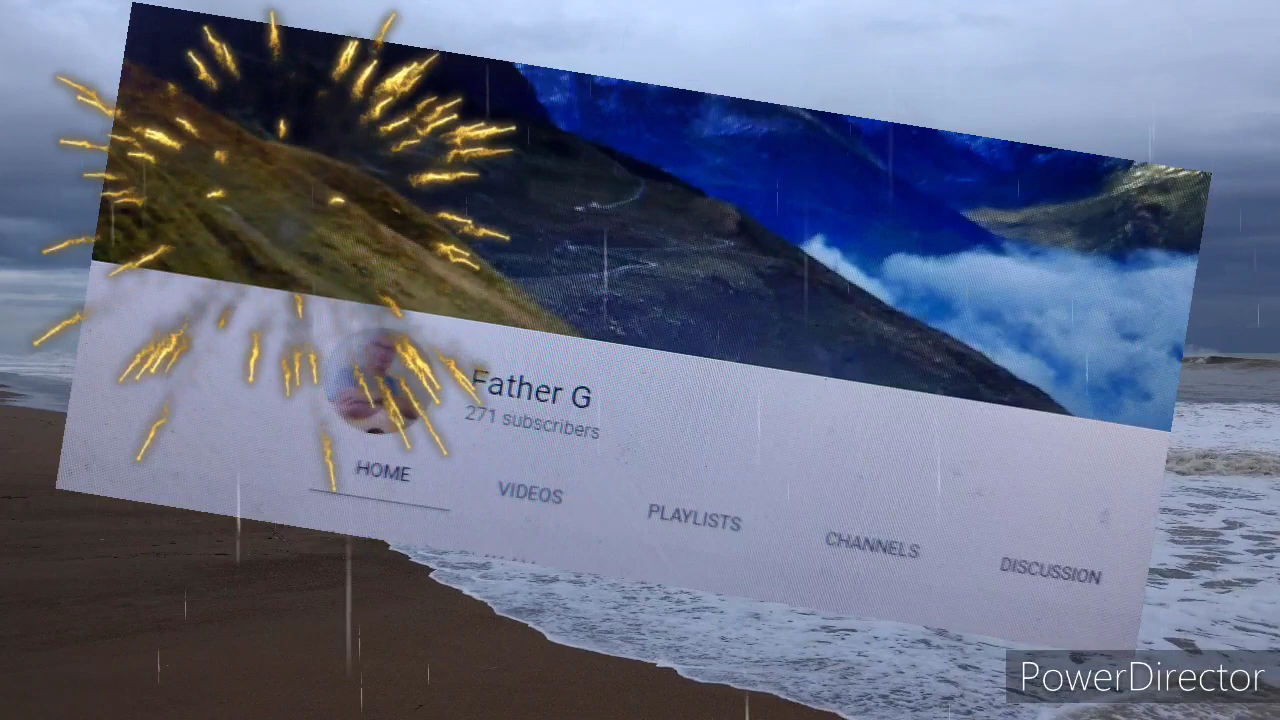 Father G
271 subscribers
HOME VIDEOS PLAYLISTS CHANNELS DISCUSSION
PowerDirector